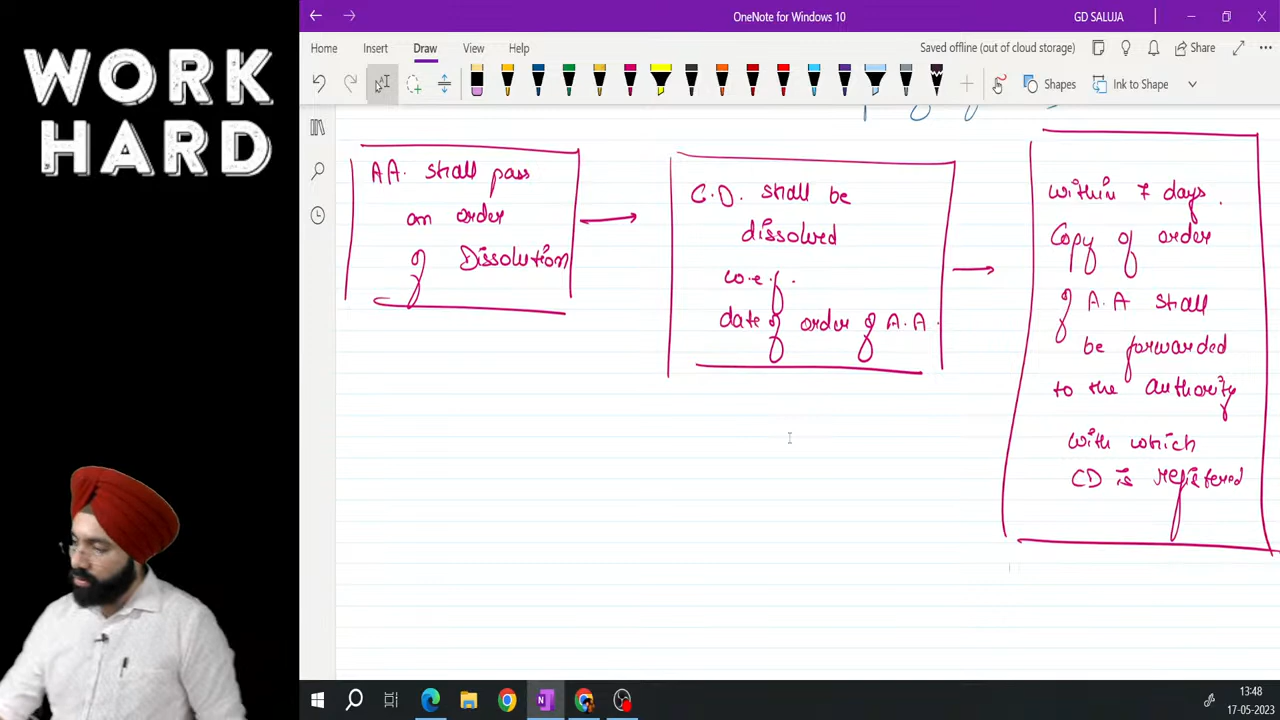 WORK
HARD
OneNote for Windows 10
GD SALUJA
Home Insert Draw View Help
Saved offline (out of cloud storage)
Share
Shapes
Ink to Shape
AA. shall pass
an order
of Dissolution
C.D. shall be
dissolved
w.e.f.
date of order of A.A.
within 7 days.
Copy of order
of A.A shall
be forwarded
to the authority
with which
CD is registered
13:48
17-05-2023